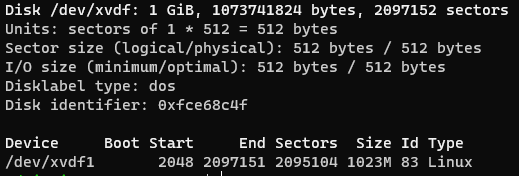 Disk /dev/xvdf: 1 GiB, 1073741824 bytes, 2097152 sectors
Units: sectors of 1 * 512 = 512 bytes
Sector size (logical/physical): 512 bytes / 512 bytes
I/O size (minimum/optimal): 512 bytes / 512 bytes
Disklabel type: dos
Disk identifier: 0xfce68c4f

Device     Boot Start     End Sectors  Size Id Type
/dev/xvdf1       2048 2097151 2095104 1023M 83 Linux